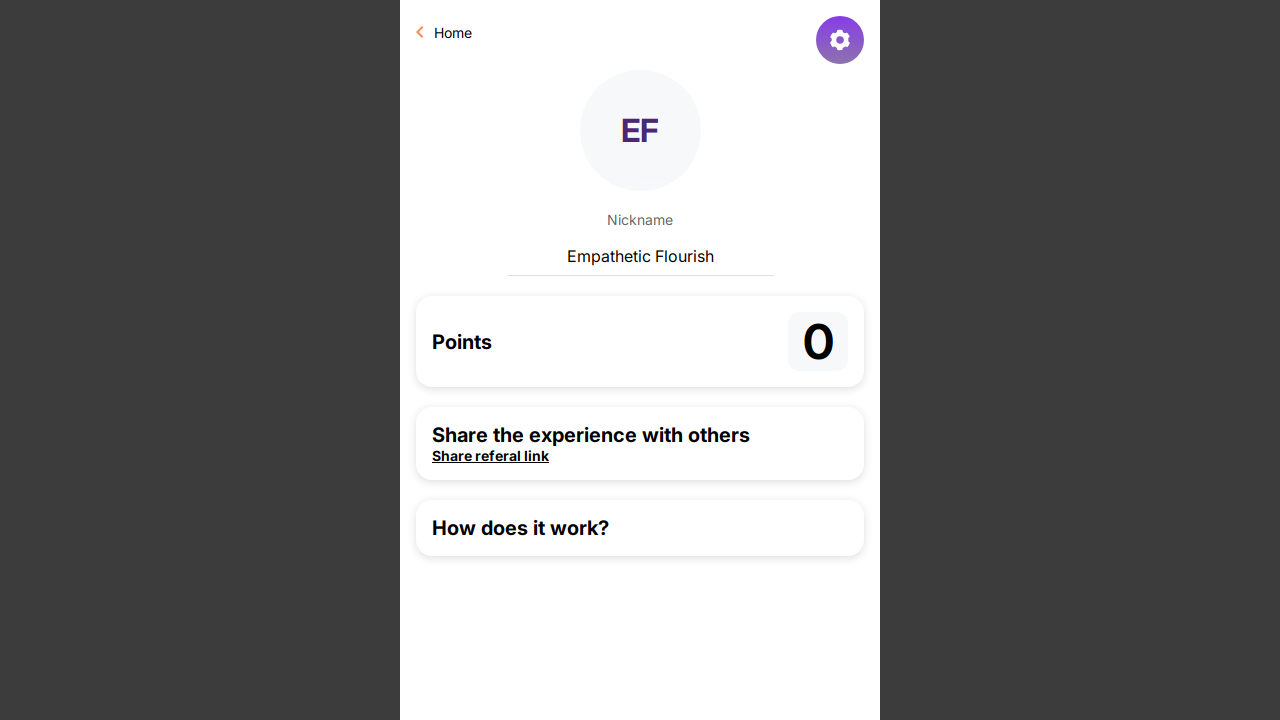 Home
EF
Nickname
Empathetic Flourish
Points
0
Share the experience with others
Share referal link
How does it work?